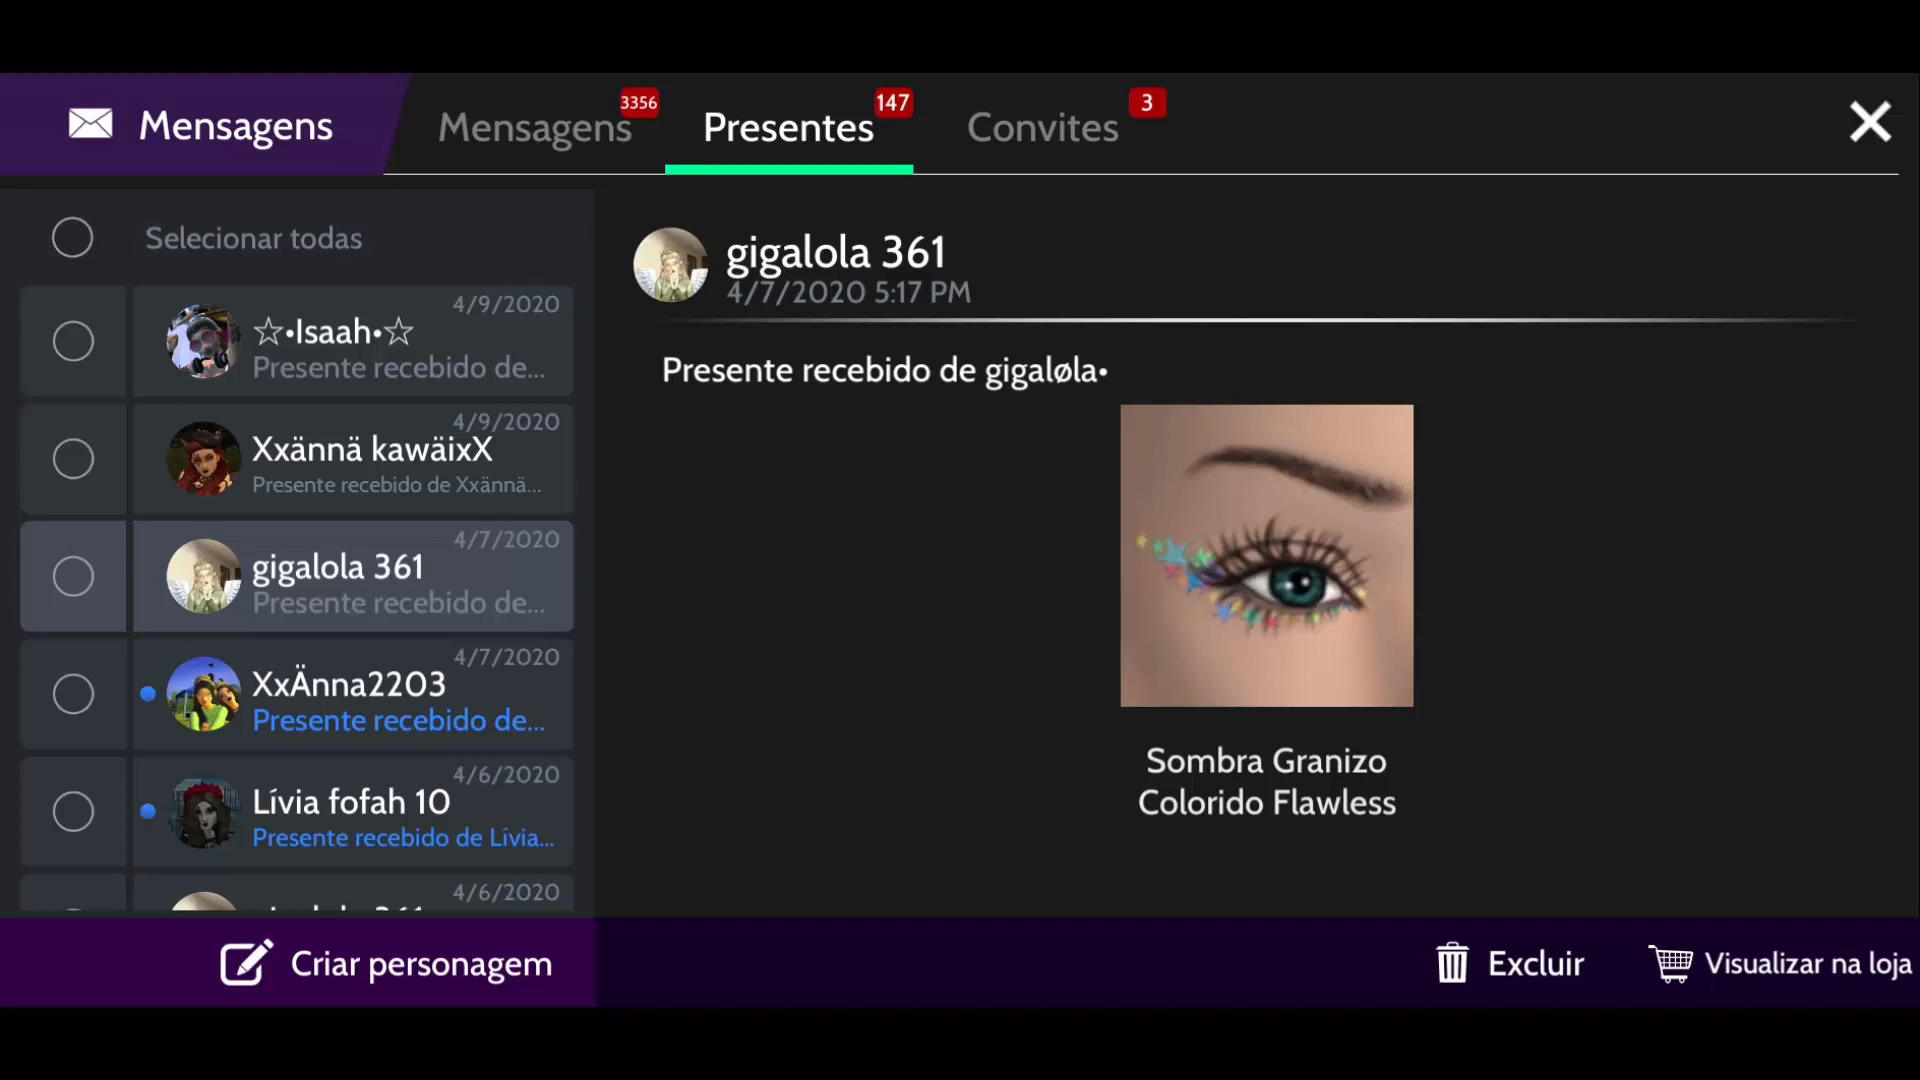 Mensagens
Mensagens 3356
Presentes 147
Convites 3
Selecionar todas
4/9/2020
☆•Isaah•☆
Presente recebido de...
4/9/2020
Xxännä kawäixX
Presente recebido de Xxännä...
4/7/2020
gigalola 361
Presente recebido de...
4/7/2020
XxÄnna2203
Presente recebido de...
4/6/2020
Lívia fofah 10
Presente recebido de Lívia...
4/6/2020
gigalola 361
4/7/2020 5:17 PM
Presente recebido de gigaløla•
Sombra Granizo
Colorido Flawless
Criar personagem
Excluir
Visualizar na loja